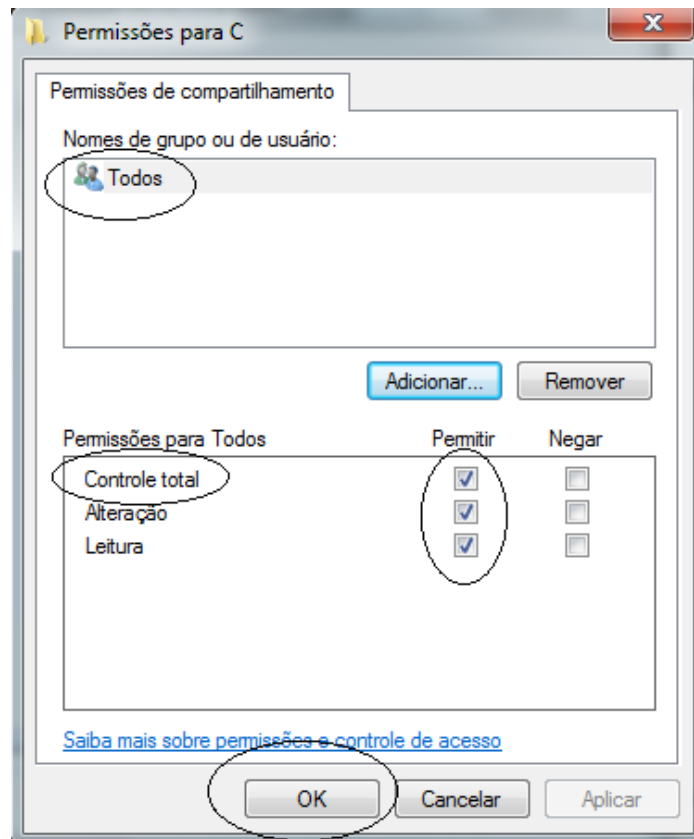 Permissões para C
Permissões de compartilhamento
Nomes de grupo ou de usuário:
Todos
Adicionar... Remover
Permissões para Todos Permitir Negar
Controle total
Alteração
Leitura
Saiba mais sobre permissões e controle de acesso
OK Cancelar Aplicar